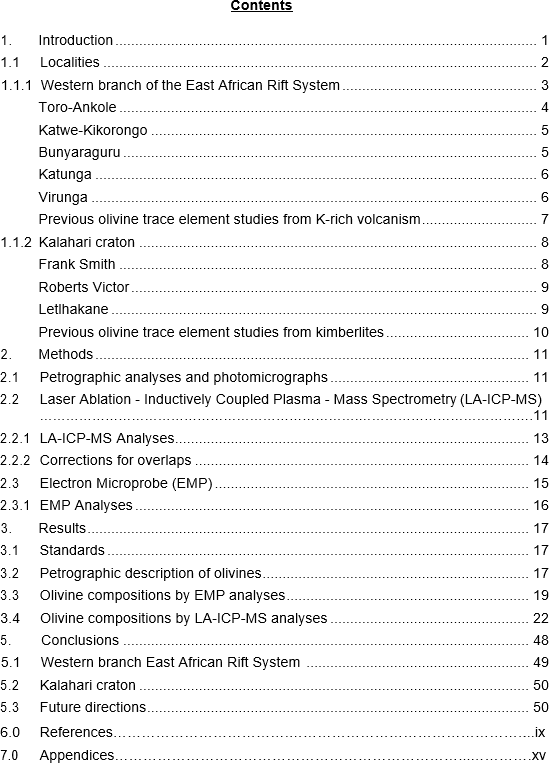 Contents
1. Introduction ........................................................................................................ 1
1.1 Localities ........................................................................................................... 2
1.1.1 Western branch of the East African Rift System ................................................ 3
Toro-Ankole ....................................................................................................... 4
Katwe-Kikorongo ............................................................................................... 5
Bunyaraguru ...................................................................................................... 5
Katunga ............................................................................................................. 6
Virunga .............................................................................................................. 6
Previous olivine trace element studies from K-rich volcanism ............................ 7
1.1.2 Kalahari craton .................................................................................................. 8
Frank Smith ....................................................................................................... 8
Roberts Victor .................................................................................................... 9
Letlhakane ......................................................................................................... 9
Previous olivine trace element studies from kimberlites ................................... 10
2. Methods ........................................................................................................... 11
2.1 Petrographic analyses and photomicrographs ................................................. 11
2.2 Laser Ablation - Inductively Coupled Plasma - Mass Spectrometry (LA-ICP-MS)
……………………………………………………………………………………………11
2.2.1 LA-ICP-MS Analyses ....................................................................................... 13
2.2.2 Corrections for overlaps ................................................................................... 14
2.3 Electron Microprobe (EMP) .............................................................................. 15
2.3.1 EMP Analyses ................................................................................................. 16
3. Results ............................................................................................................. 17
3.1 Standards ........................................................................................................ 17
3.2 Petrographic description of olivines .................................................................. 17
3.3 Olivine compositions by EMP analyses ............................................................ 19
3.4 Olivine compositions by LA-ICP-MS analyses ................................................. 22
5. Conclusions ..................................................................................................... 48
5.1 Western branch East African Rift System ........................................................ 49
5.2 Kalahari craton ................................................................................................ 50
5.3 Future directions .............................................................................................. 50
6.0 References………………………………………………………………………...ix
7.0 Appendices………………………………………………………………...………….xv